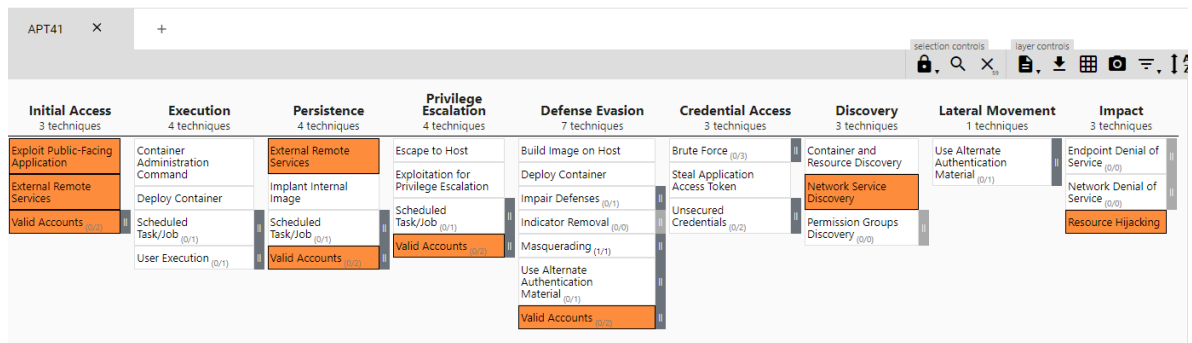 APT41 ✕ +
selection controls layer controls
59
Initial Access
3 techniques
Exploit Public-Facing
Application
External Remote
Services
Valid Accounts (0/2)
Execution
4 techniques
Container
Administration
Command
Deploy Container
Scheduled
Task/Job (0/1)
User Execution (0/1)
Persistence
4 techniques
External Remote
Services
Implant Internal
Image
Scheduled
Task/Job (0/1)
Valid Accounts (0/2)
Privilege
Escalation
4 techniques
Escape to Host
Exploitation for
Privilege Escalation
Scheduled
Task/Job (0/1)
Valid Accounts (0/2)
Defense Evasion
7 techniques
Build Image on Host
Deploy Container
Impair Defenses (0/1)
Indicator Removal (0/0)
Masquerading (1/1)
Use Alternate
Authentication
Material (0/1)
Valid Accounts (0/2)
Credential Access
3 techniques
Brute Force (0/3)
Steal Application
Access Token
Unsecured
Credentials (0/2)
Discovery
3 techniques
Container and
Resource Discovery
Network Service
Discovery
Permission Groups
Discovery (0/0)
Lateral Movement
1 techniques
Use Alternate
Authentication
Material (0/1)
Impact
3 techniques
Endpoint Denial of
Service (0/0)
Network Denial of
Service (0/0)
Resource Hijacking